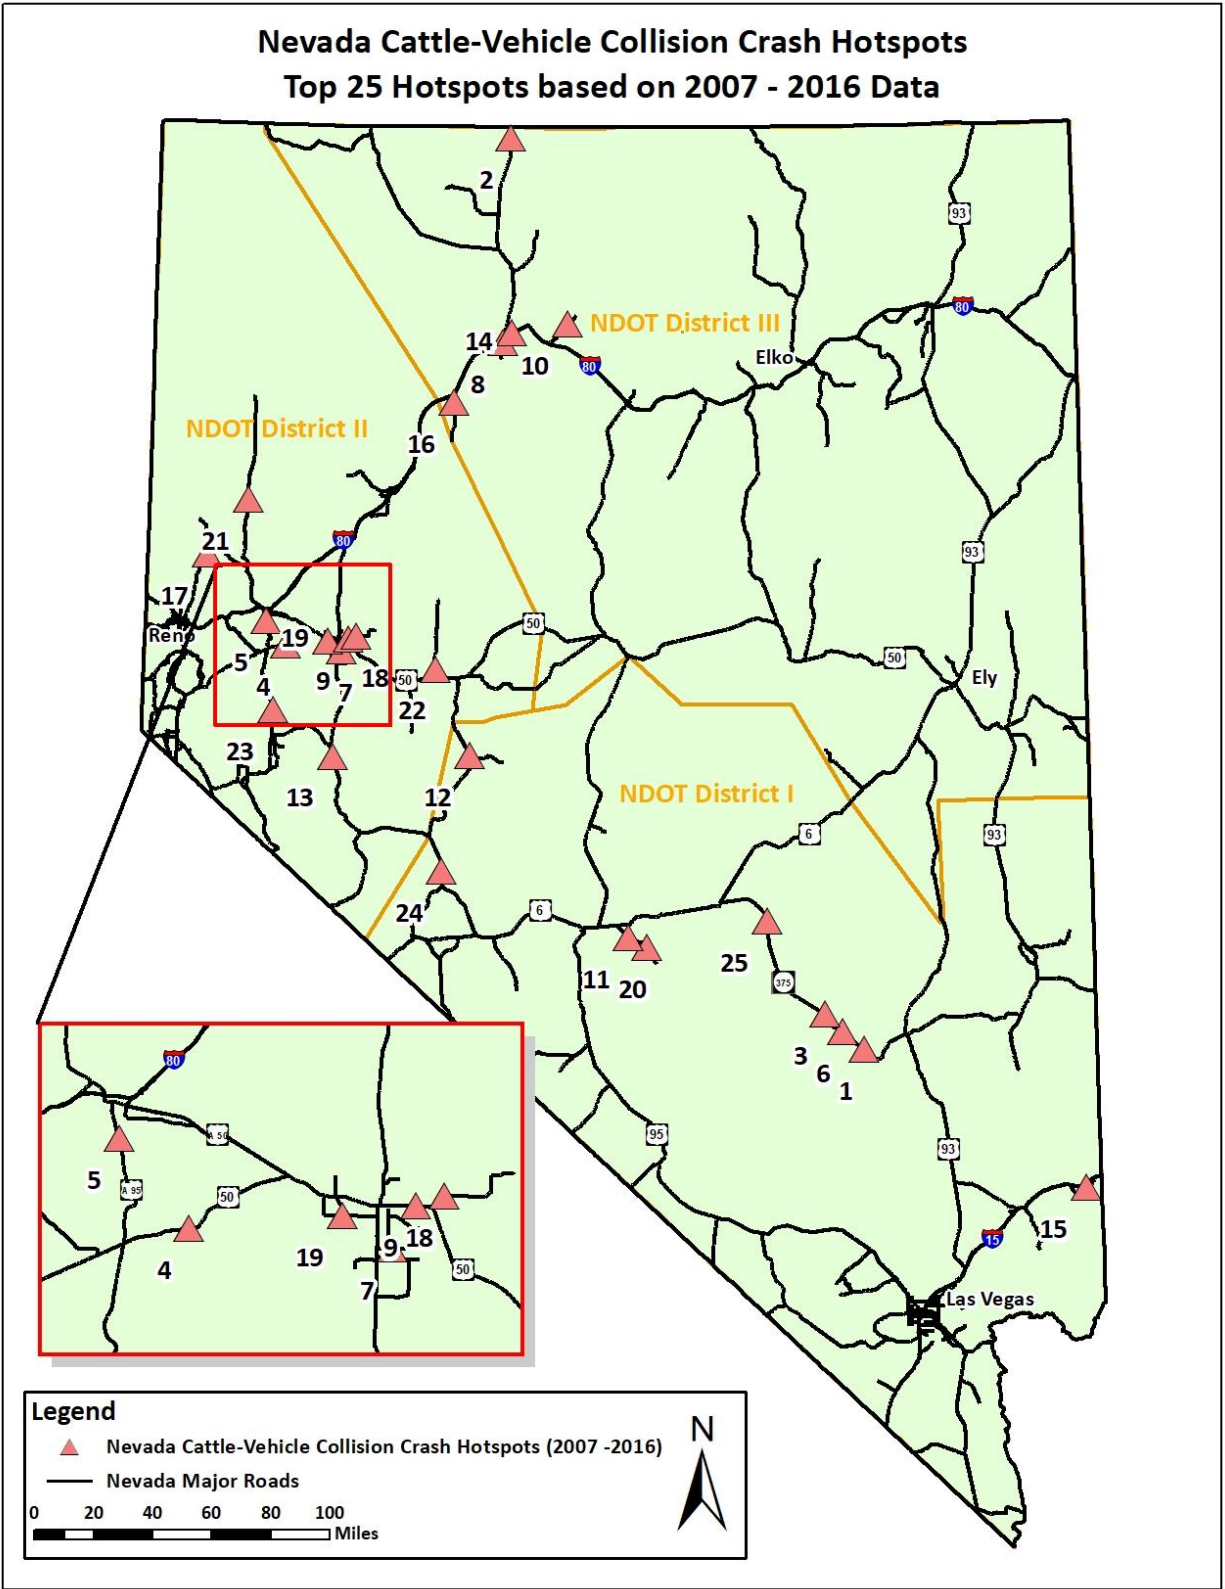 Nevada Cattle-Vehicle Collision Crash Hotspots
Top 25 Hotspots based on 2007 - 2016 Data
2
93
80
NDOT District III
14
10
80
Elko
8
NDOT District II
16
21
80
93
17
Reno
19
5
4
9
7
18
50
22
50
50
Ely
23
13
12
NDOT District I
6
93
24
6
25
11
20
375
3
6
1
95
93
15
15
Las Vegas
80
A 50
5
A 95
50
4
19
9
18
7
50
Legend
Nevada Cattle-Vehicle Collision Crash Hotspots (2007 -2016)
Nevada Major Roads
0 20 40 60 80 100
Miles
N